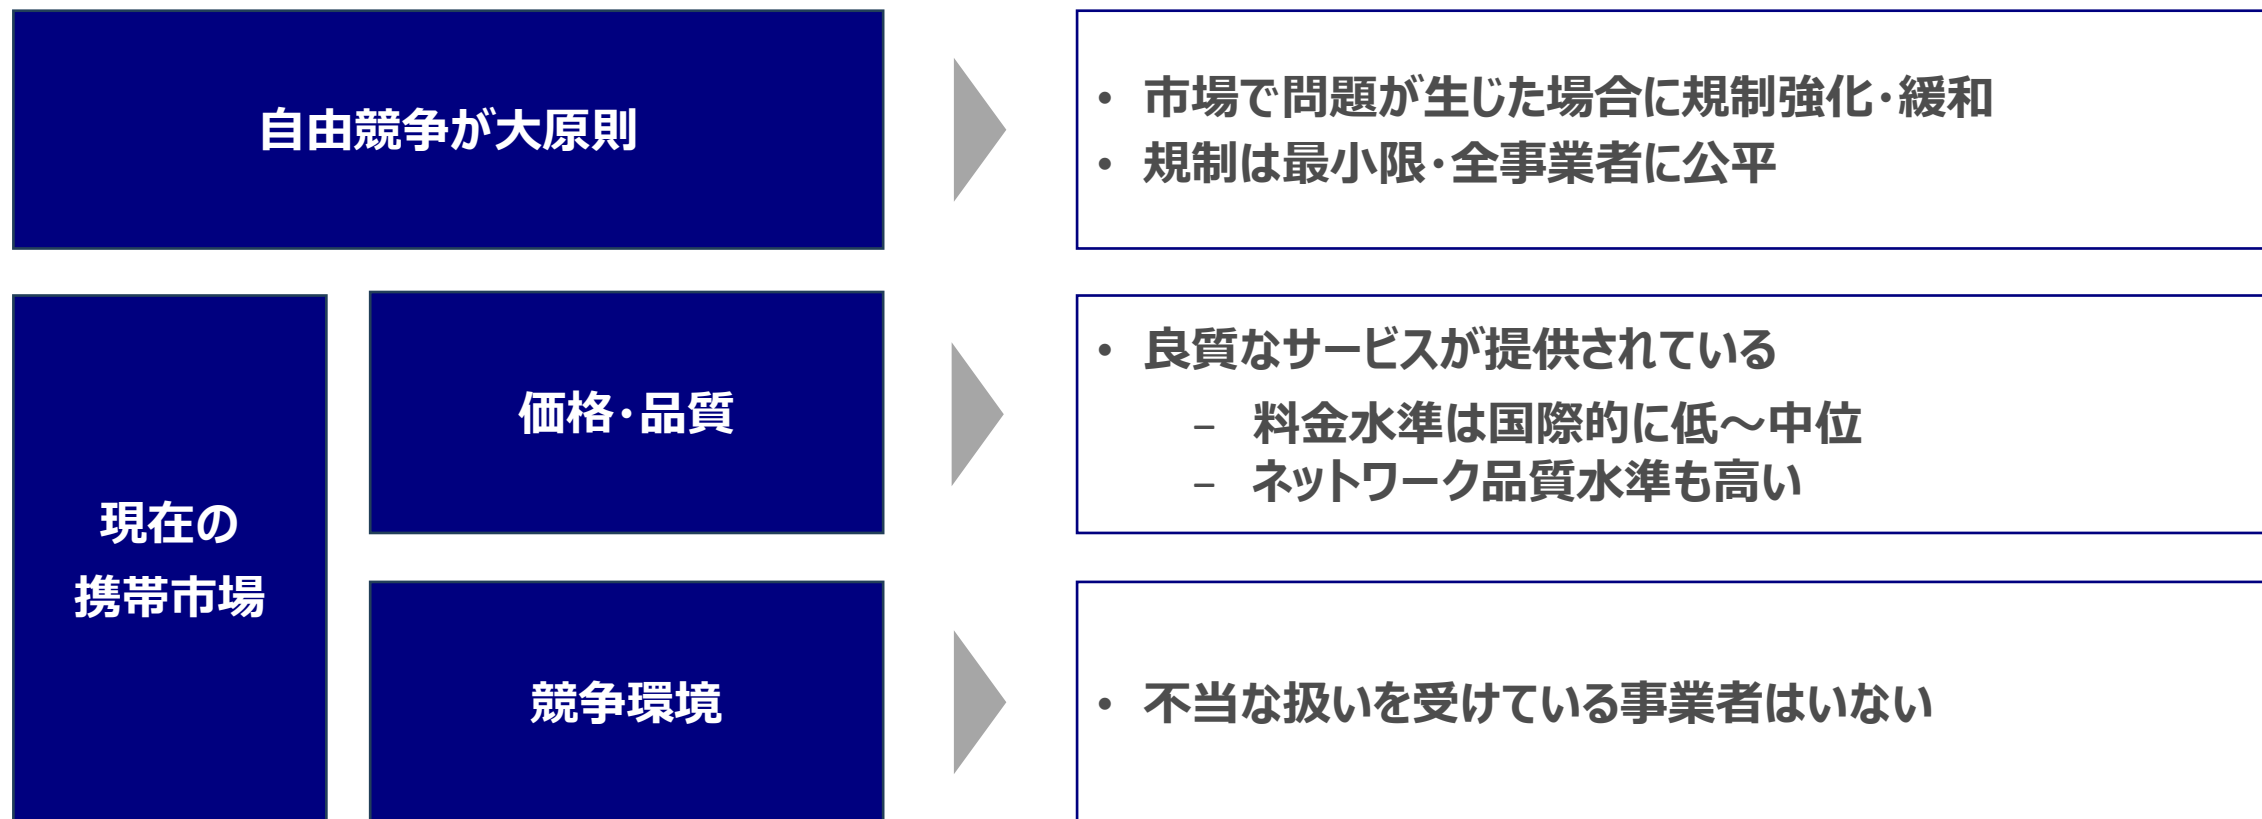 自由競争が大原則
• 市場で問題が生じた場合に規制強化・緩和
• 規制は最小限・全事業者に公平
現在の
携帯市場
価格・品質
• 良質なサービスが提供されている
– 料金水準は国際的に低～中位
– ネットワーク品質水準も高い
競争環境
• 不当な扱いを受けている事業者はいない